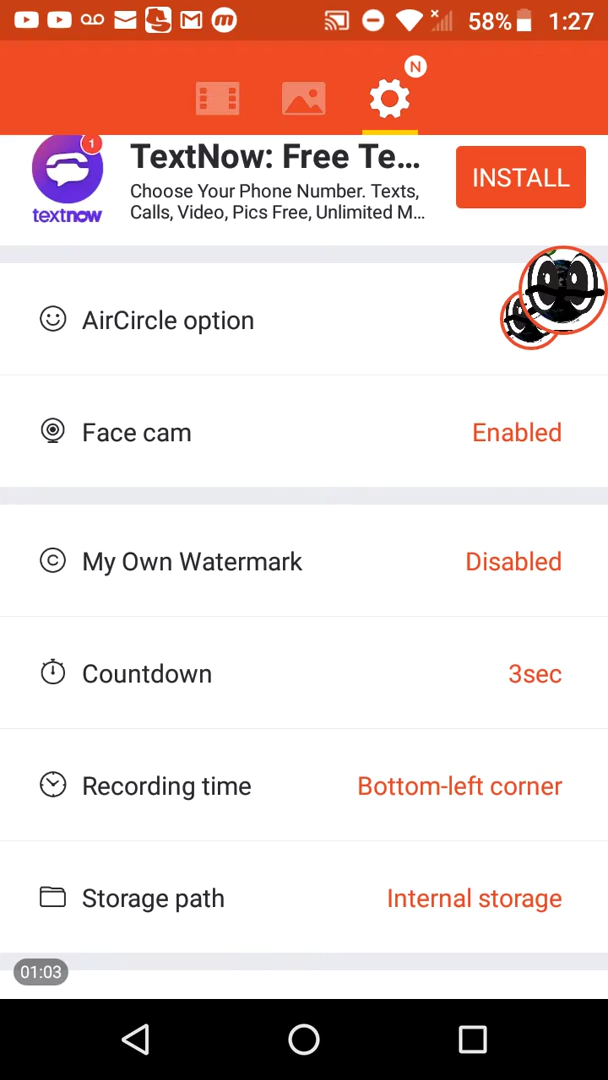 58% 1:27
N
1
TextNow: Free Te...
Choose Your Phone Number. Texts,
Calls, Video, Pics Free, Unlimited M...
textnow
INSTALL
AirCircle option
Face cam Enabled
My Own Watermark Disabled
Countdown 3sec
Recording time Bottom-left corner
Storage path Internal storage
01:03